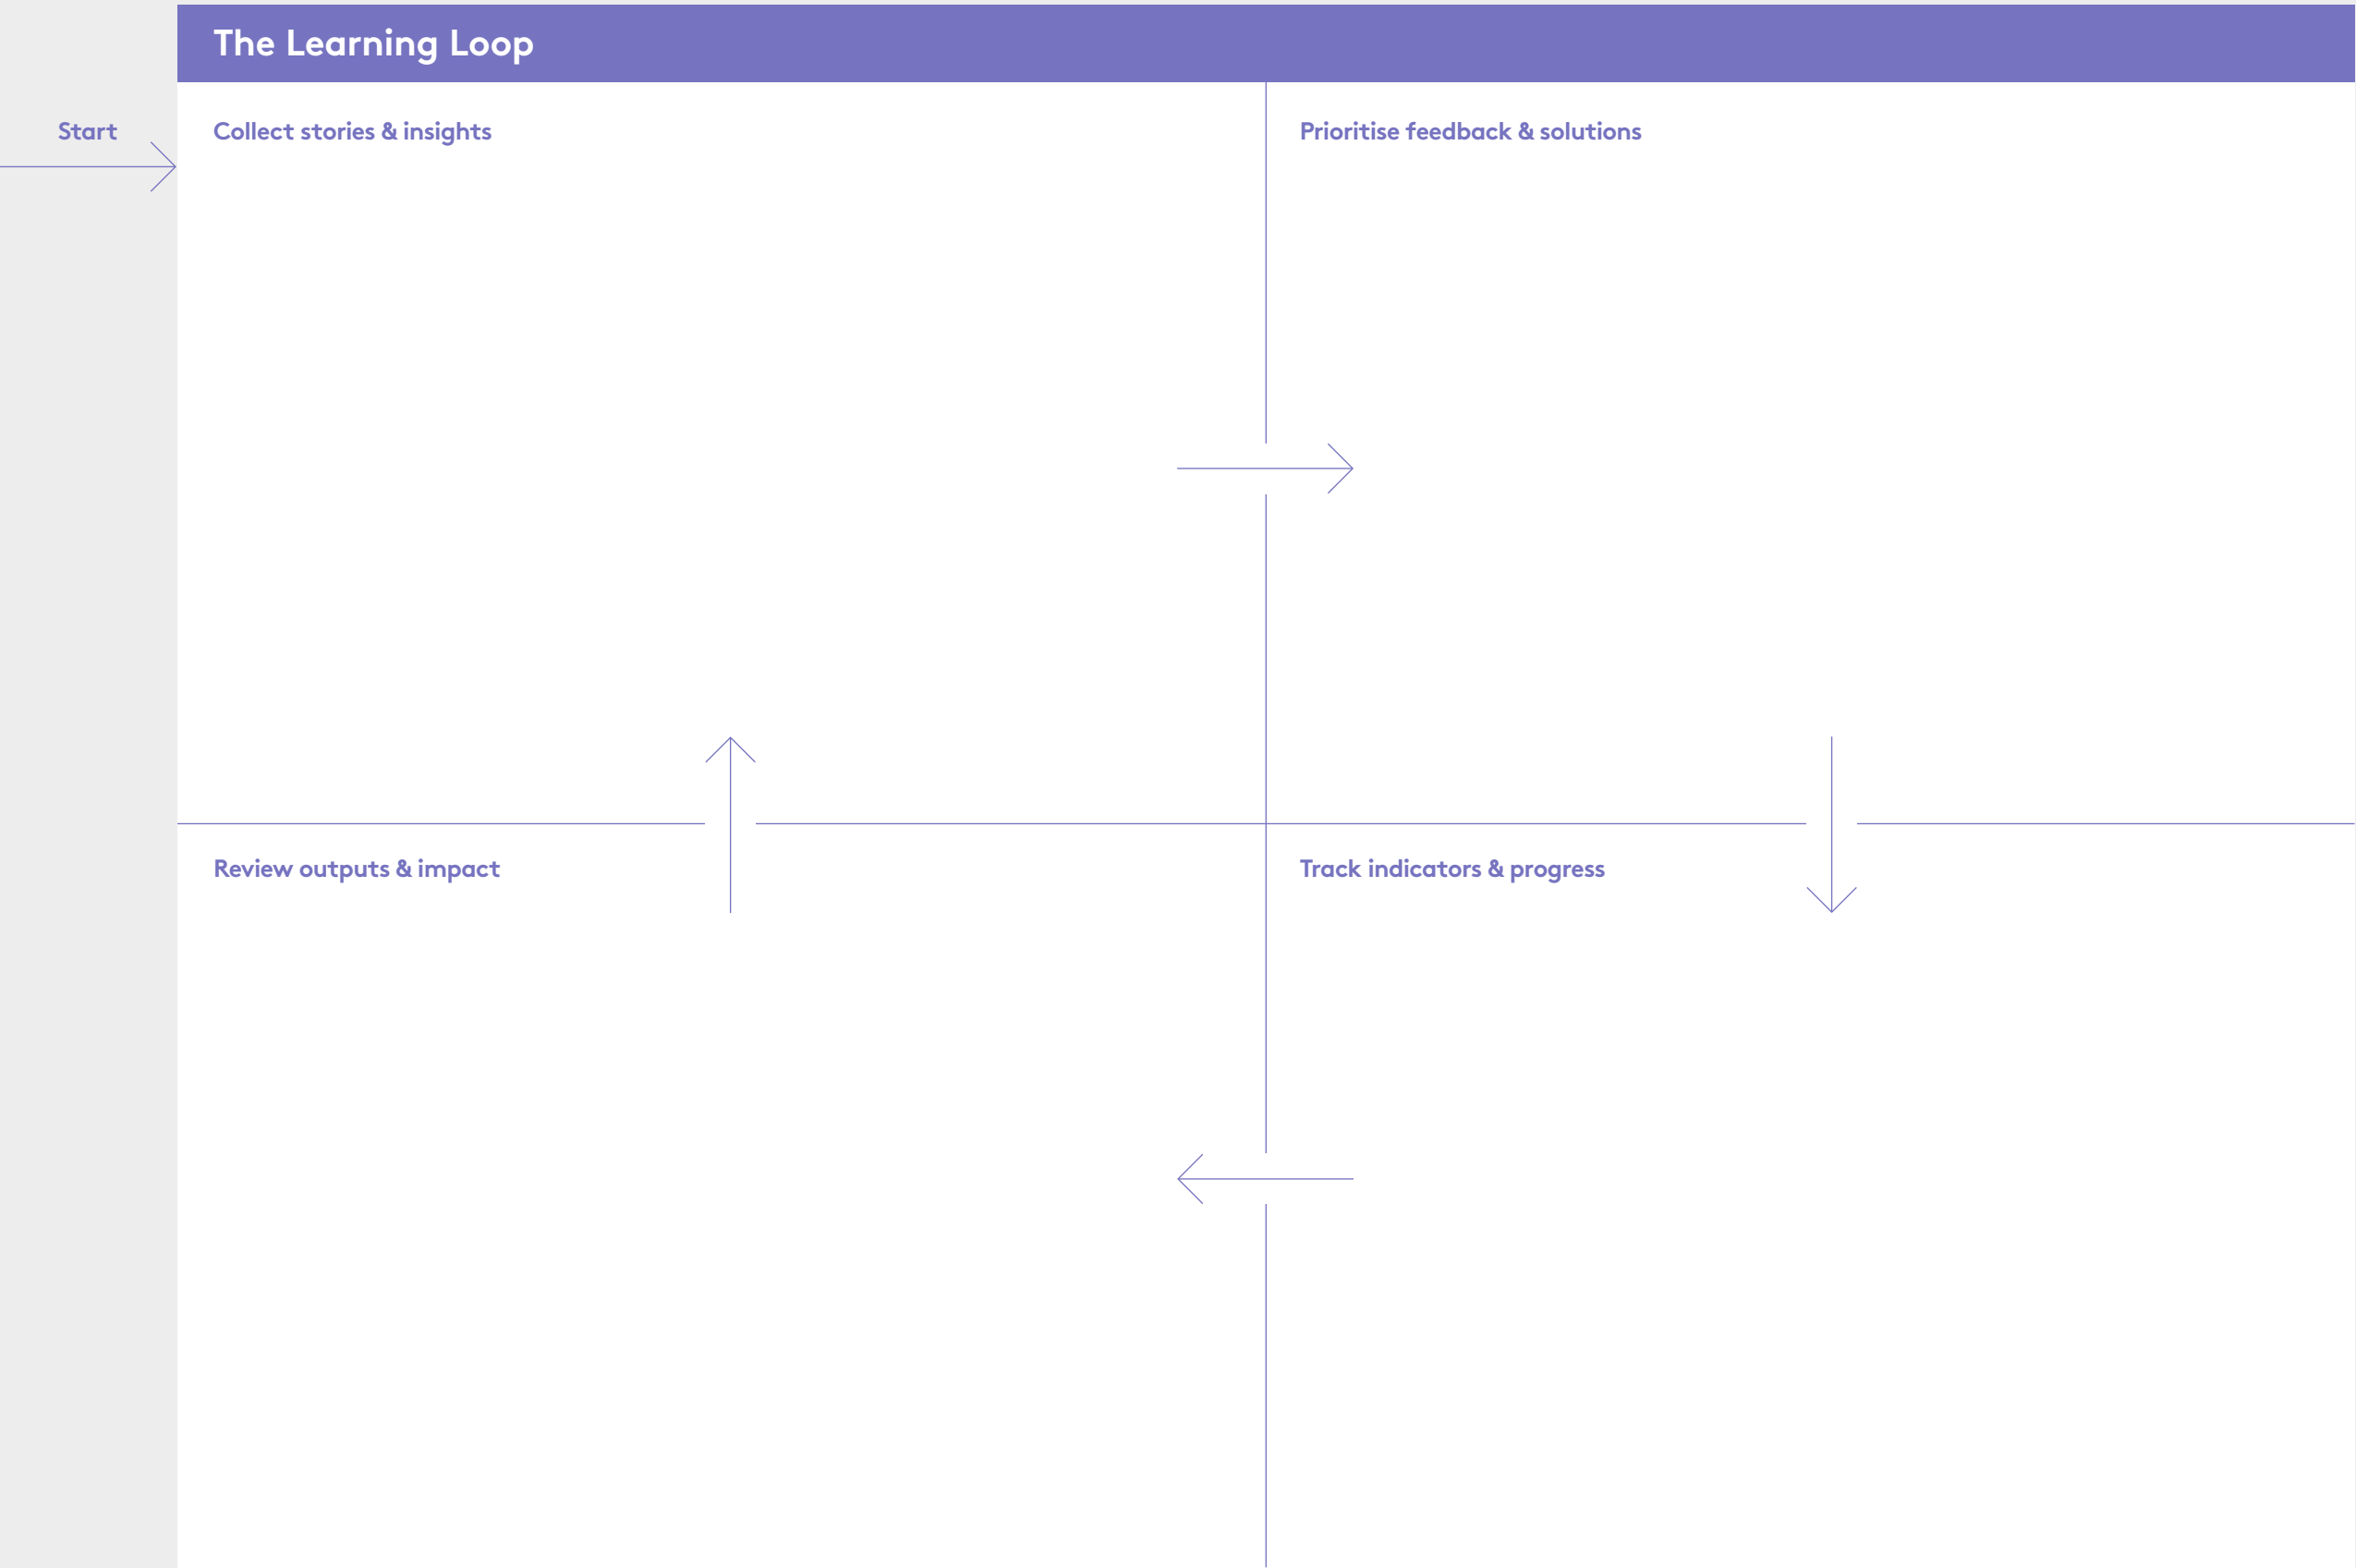 The Learning Loop
Start
Collect stories & insights
Prioritise feedback & solutions
Review outputs & impact
Track indicators & progress